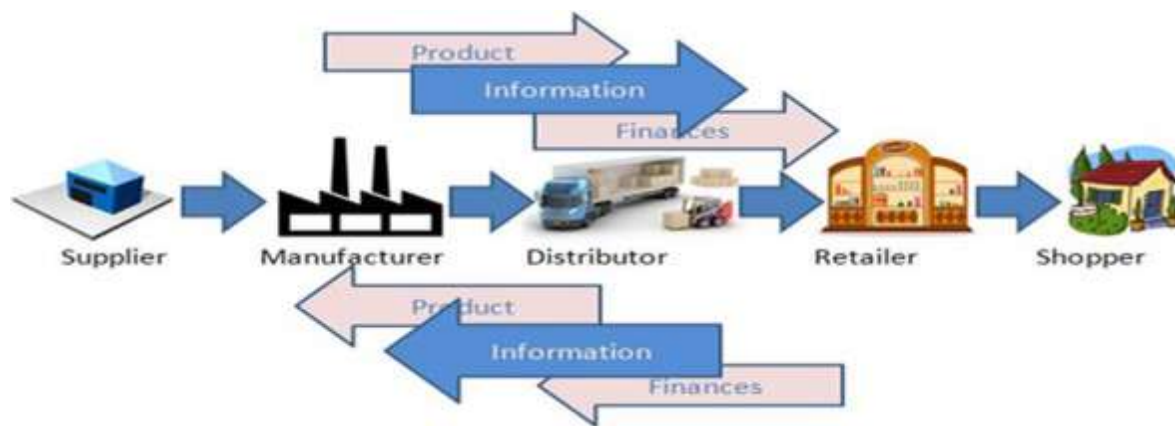 Product
Information
Finances
Supplier Manufacturer Distributor Retailer Shopper
Product
Information
Finances